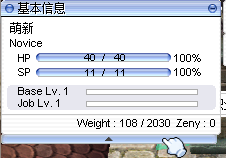 基本信息
萌新
Novice
HP 40 / 40 100%
SP 11 / 11 100%
Base Lv. 1
Job Lv. 1
Weight : 108 / 2030 Zeny : 0